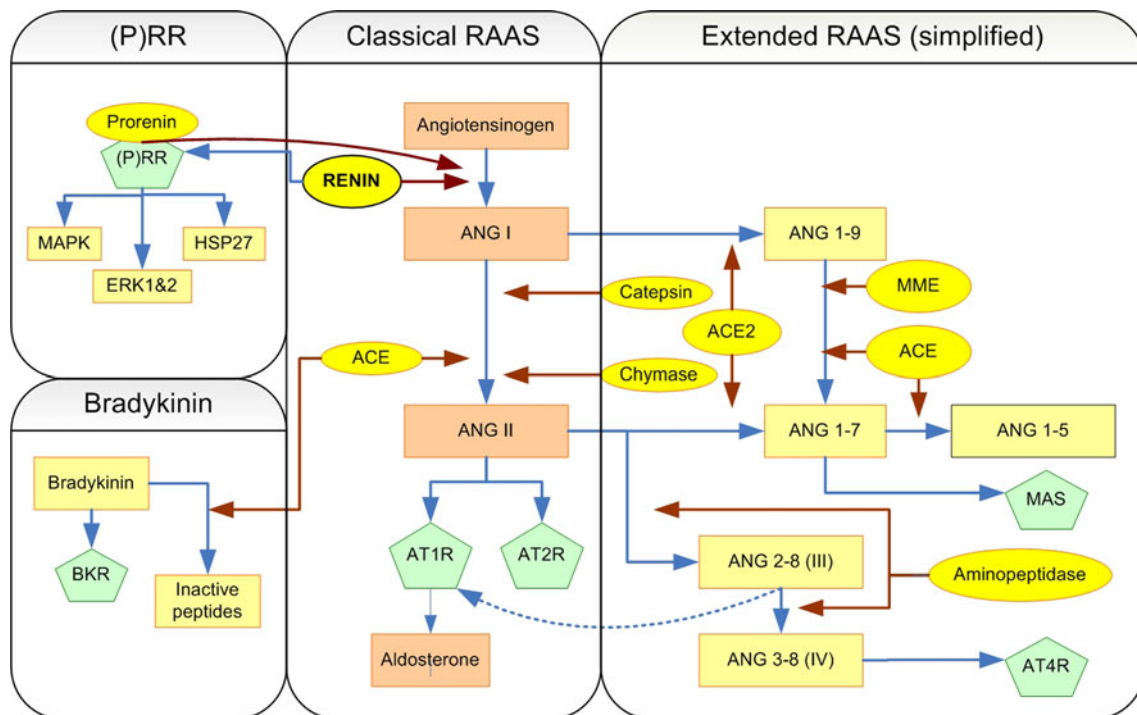 (P)RR
Classical RAAS
Extended RAAS (simplified)
Prorenin
(P)RR
RENIN
MAPK
HSP27
ERK1&2
Angiotensinogen
ANG I
ANG 1-9
Catepsin
MME
ACE2
ACE
ACE
Chymase
ANG II
ANG 1-7
ANG 1-5
Bradykinin
Bradykinin
BKR
Inactive
peptides
AT1R
AT2R
MAS
ANG 2-8 (III)
Aminopeptidase
Aldosterone
ANG 3-8 (IV)
AT4R